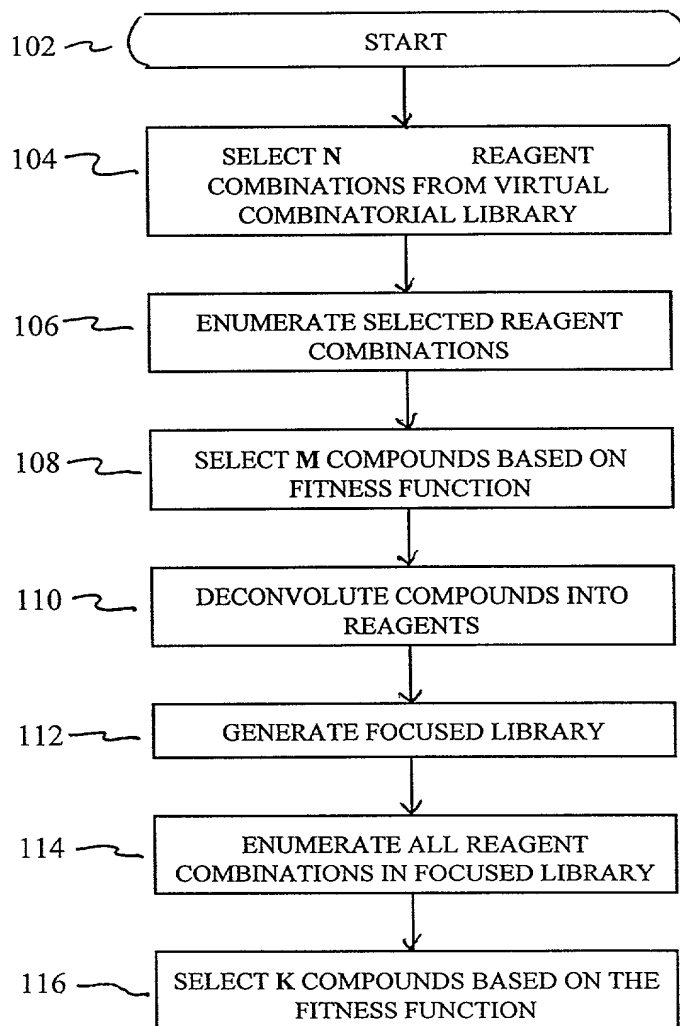 102 START
104 SELECT N REAGENT
COMBINATIONS FROM VIRTUAL
COMBINATORIAL LIBRARY
106 ENUMERATE SELECTED REAGENT
COMBINATIONS
108 SELECT M COMPOUNDS BASED ON
FITNESS FUNCTION
110 DECONVOLUTE COMPOUNDS INTO
REAGENTS
112 GENERATE FOCUSED LIBRARY
114 ENUMERATE ALL REAGENT
COMBINATIONS IN FOCUSED LIBRARY
116 SELECT K COMPOUNDS BASED ON THE
FITNESS FUNCTION